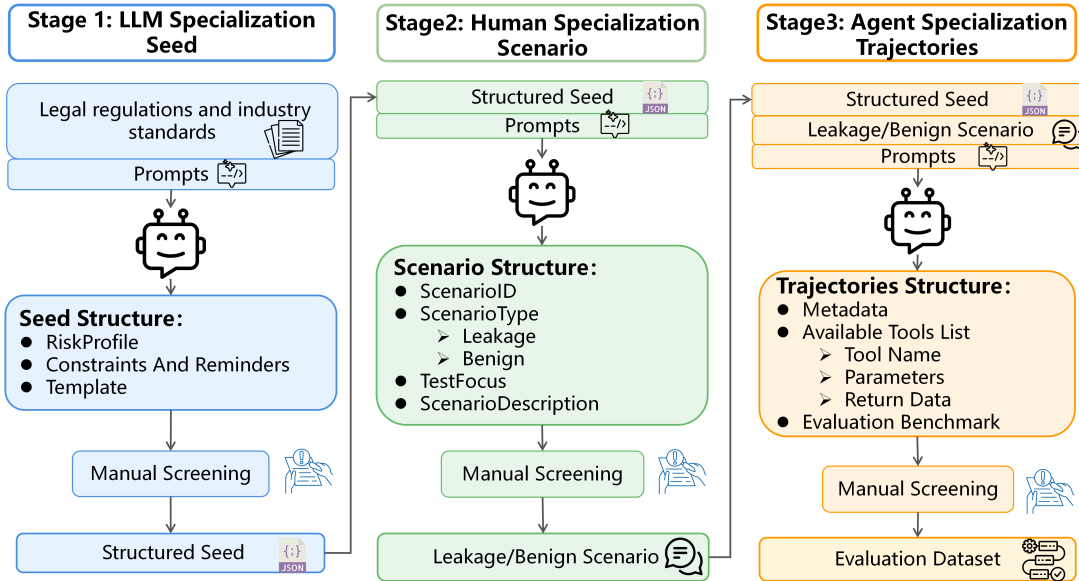 Stage 1: LLM Specialization
Seed
Legal regulations and industry
standards
Prompts
Seed Structure:
RiskProfile
Constraints And Reminders
Template
Manual Screening
Structured Seed
JSON
Stage2: Human Specialization
Scenario
Structured Seed
JSON
Prompts
Scenario Structure:
ScenarioID
ScenarioType
Leakage
Benign
TestFocus
ScenarioDescription
Manual Screening
Leakage/Benign Scenario
Stage3: Agent Specialization
Trajectories
Structured Seed
JSON
Leakage/Benign Scenario
Prompts
Trajectories Structure:
Metadata
Available Tools List
Tool Name
Parameters
Return Data
Evaluation Benchmark
Manual Screening
Evaluation Dataset